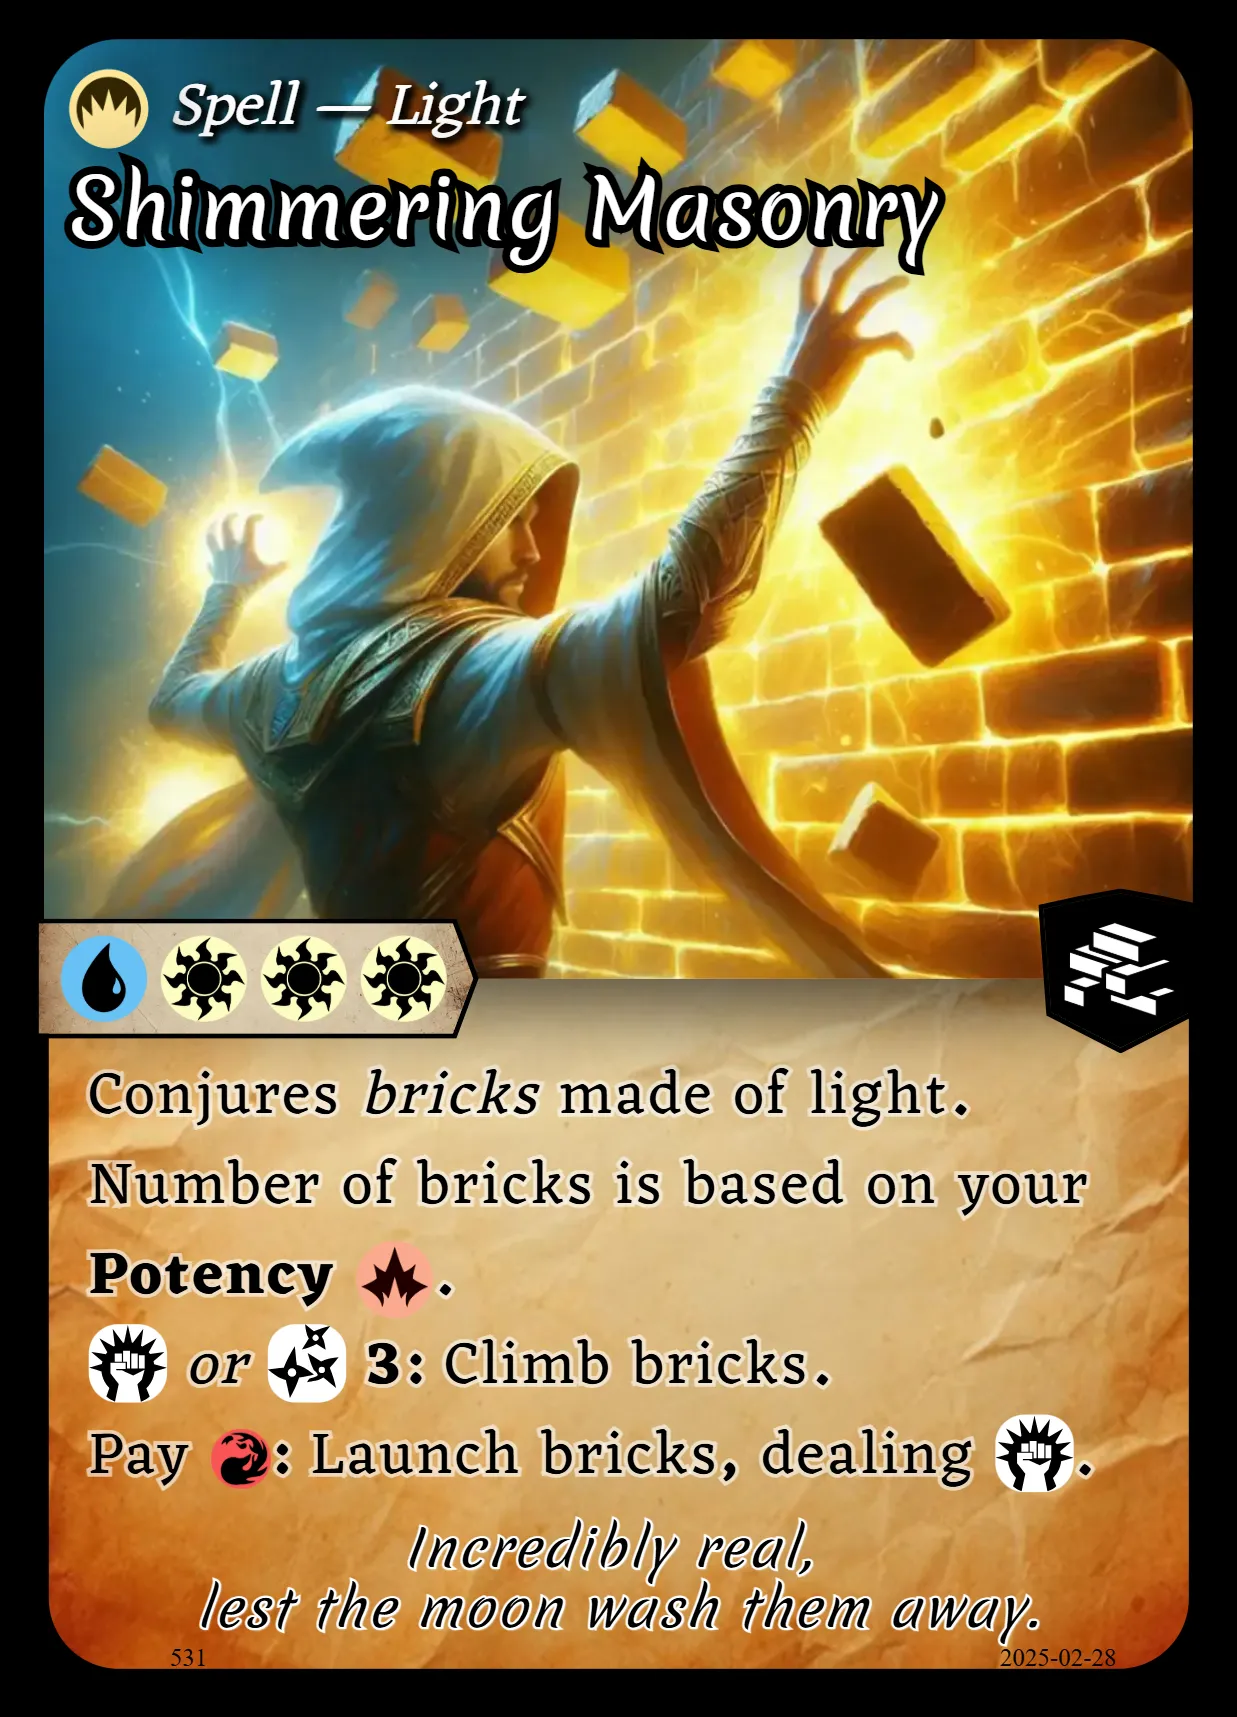 Spell — Light
Shimmering Masonry
Conjures bricks made of light.
Number of bricks is based on your
Potency .
or 3: Climb bricks.
Pay : Launch bricks, dealing .
Incredibly real,
lest the moon wash them away.
531
2025-02-28